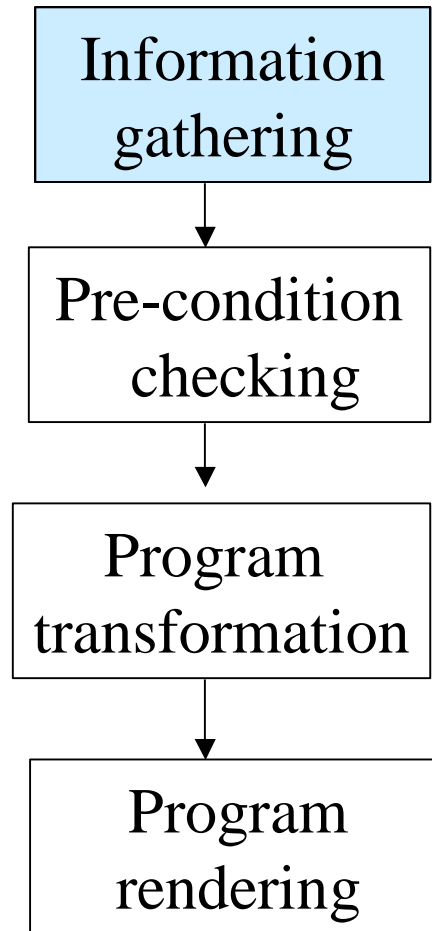 Information
gathering
Pre-condition
checking
Program
transformation
Program
rendering